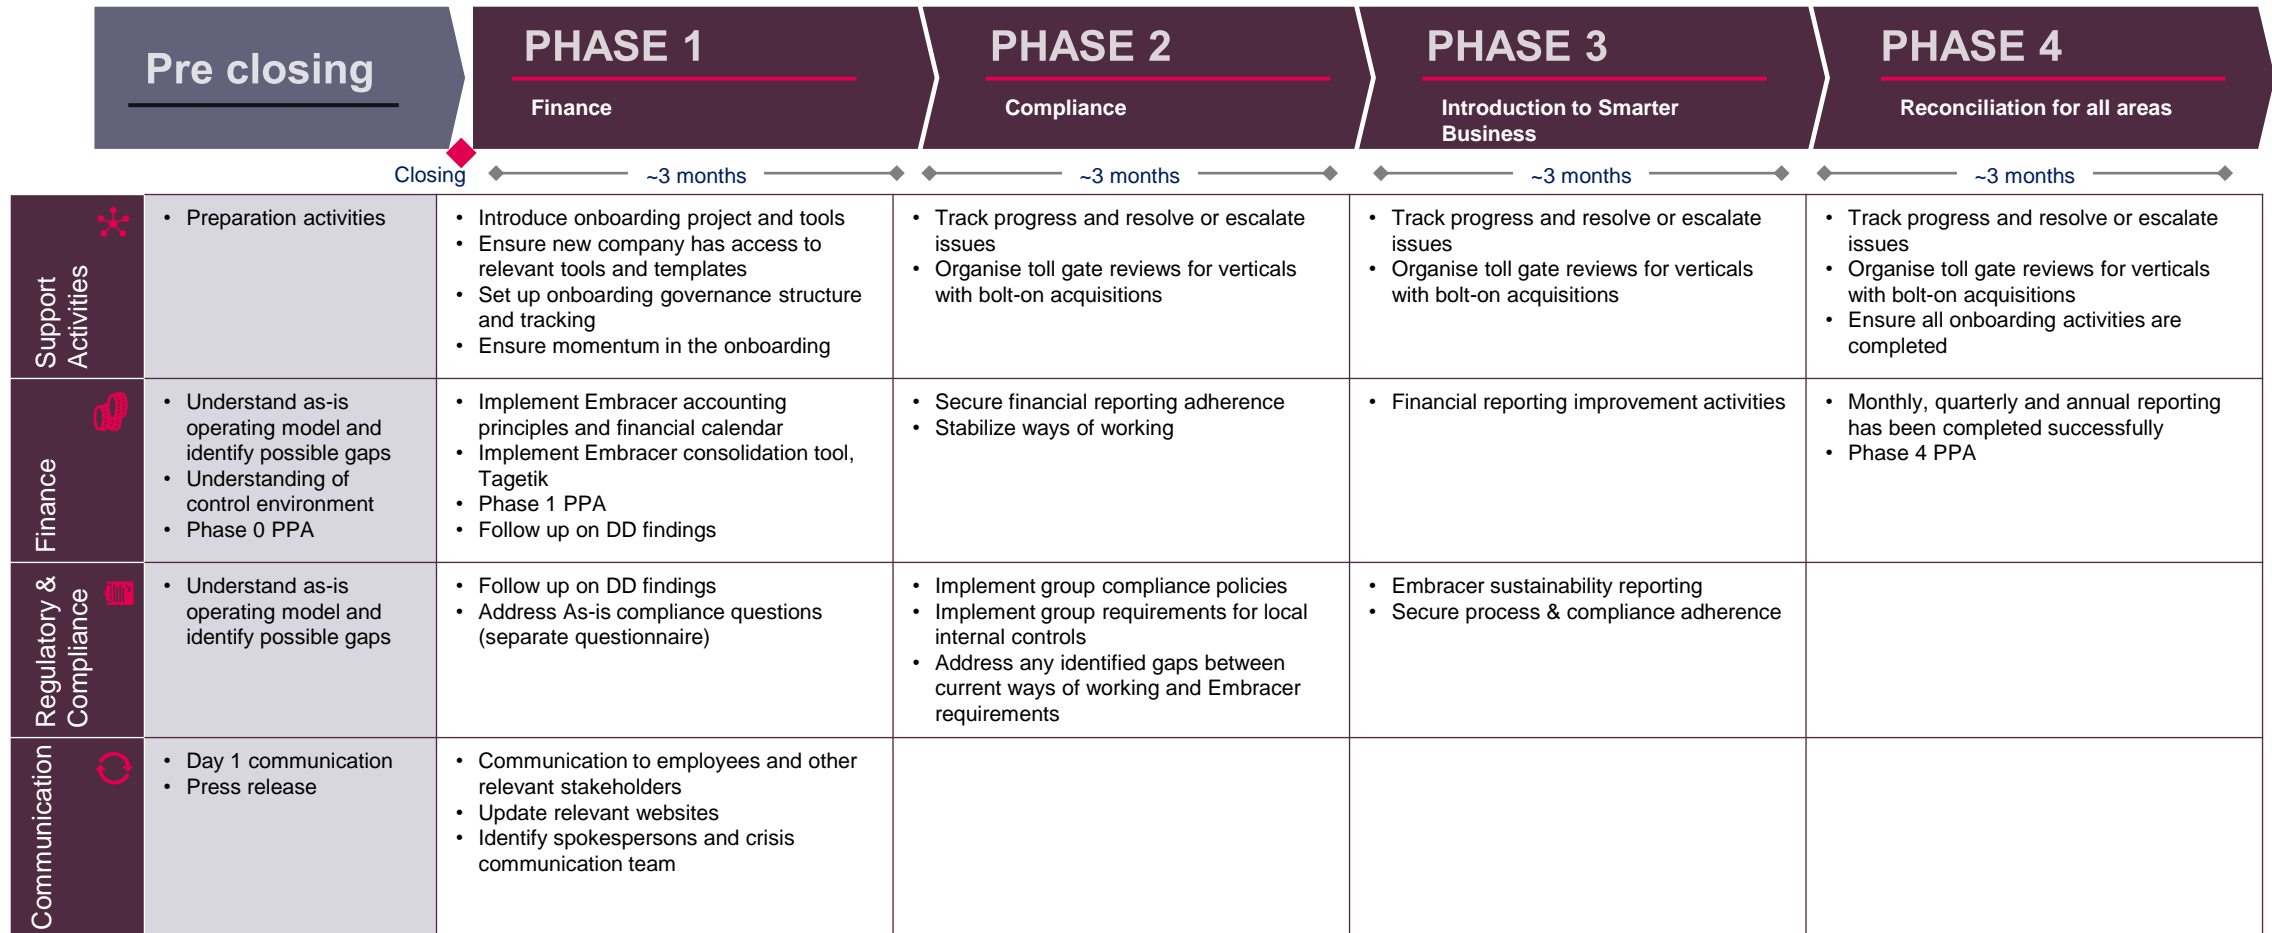 Pre closing
PHASE 1
Finance
PHASE 2
Compliance
PHASE 3
Introduction to Smarter
Business
PHASE 4
Reconciliation for all areas
Closing
~3 months
~3 months
~3 months
~3 months
Support
Activities
• Preparation activities
• Introduce onboarding project and tools
• Ensure new company has access to
relevant tools and templates
• Set up onboarding governance structure
and tracking
• Ensure momentum in the onboarding
• Track progress and resolve or escalate
issues
• Organise toll gate reviews for verticals
with bolt-on acquisitions
• Track progress and resolve or escalate
issues
• Organise toll gate reviews for verticals
with bolt-on acquisitions
• Track progress and resolve or escalate
issues
• Organise toll gate reviews for verticals
with bolt-on acquisitions
• Ensure all onboarding activities are
completed
Finance
• Understand as-is
operating model and
identify possible gaps
• Understanding of
control environment
• Phase 0 PPA
• Implement Embracer accounting
principles and financial calendar
• Implement Embracer consolidation tool,
Tagetik
• Phase 1 PPA
• Follow up on DD findings
• Secure financial reporting adherence
• Stabilize ways of working
• Financial reporting improvement activities
• Monthly, quarterly and annual reporting
has been completed successfully
• Phase 4 PPA
Regulatory &
Compliance
• Understand as-is
operating model and
identify possible gaps
• Follow up on DD findings
• Address As-is compliance questions
(separate questionnaire)
• Implement group compliance policies
• Implement group requirements for local
internal controls
• Address any identified gaps between
current ways of working and Embracer
requirements
• Embracer sustainability reporting
• Secure process & compliance adherence
Communication
• Day 1 communication
• Press release
• Communication to employees and other
relevant stakeholders
• Update relevant websites
• Identify spokespersons and crisis
communication team